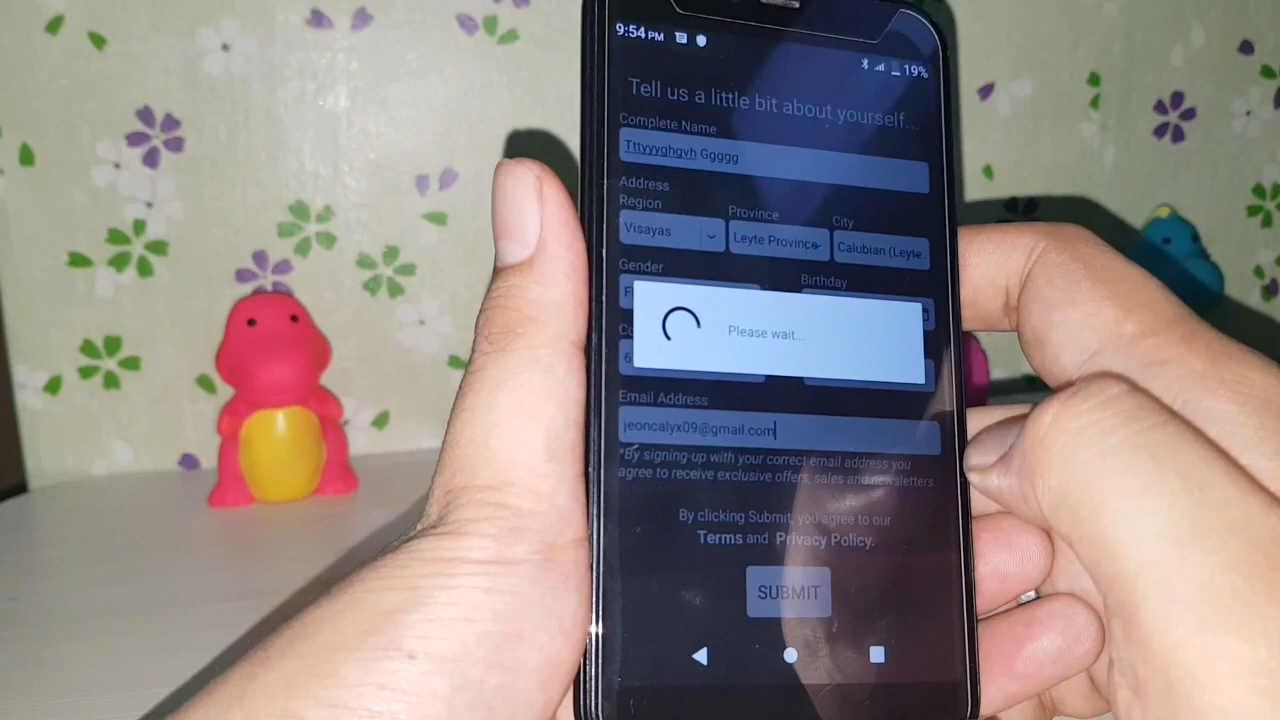 9:54 PM
19%
Tell us a little bit about yourself...
Complete Name
Tttyyyghgvh Ggggg
Address
Region
Province
City
Visayas
Leyte Province
Calubian (Leyte
Gender
Birthday
F
Please wait...
Co
6
Email Address
jeoncalyx09@gmail.com
*By signing-up with your correct email address you
agree to receive exclusive offers, sales and newsletters.
By clicking Submit, you agree to our
Terms and Privacy Policy.
SUBMIT